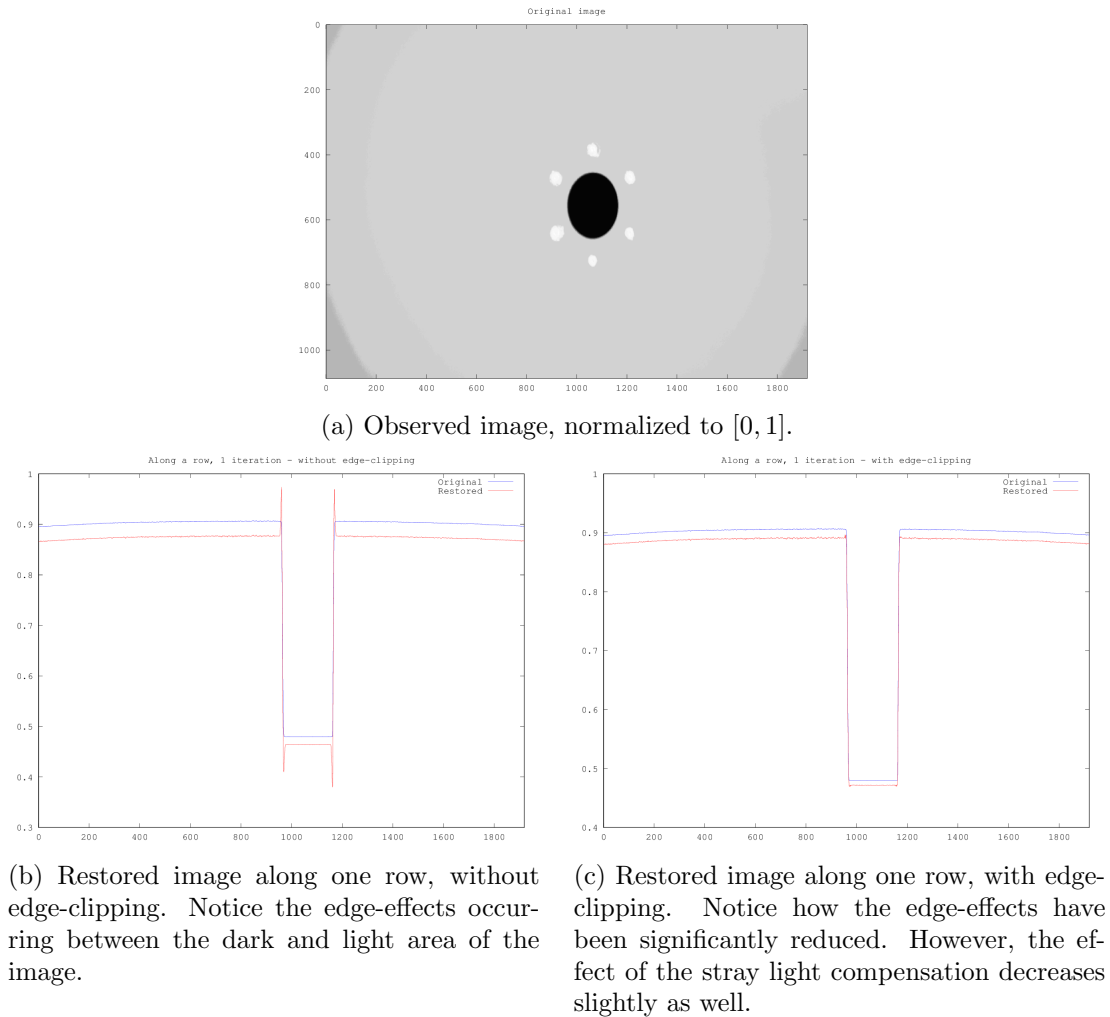 Original image
0
200
400
600
800
1000
0 200 400 600 800 1000 1200 1400 1600 1800
(a) Observed image, normalized to [0, 1].
Along a row, 1 iteration - without edge-clipping
Original
Restored
1
0.9
0.8
0.7
0.6
0.5
0.4
0.3
0 200 400 600 800 1000 1200 1400 1600 1800
(b) Restored image along one row, without
edge-clipping. Notice the edge-effects occur-
ring between the dark and light area of the
image.
Along a row, 1 iteration - with edge-clipping
Original
Restored
1
0.9
0.8
0.7
0.6
0.5
0.4
0 200 400 600 800 1000 1200 1400 1600 1800
(c) Restored image along one row, with edge-
clipping. Notice how the edge-effects have
been significantly reduced. However, the ef-
fect of the stray light compensation decreases
slightly as well.